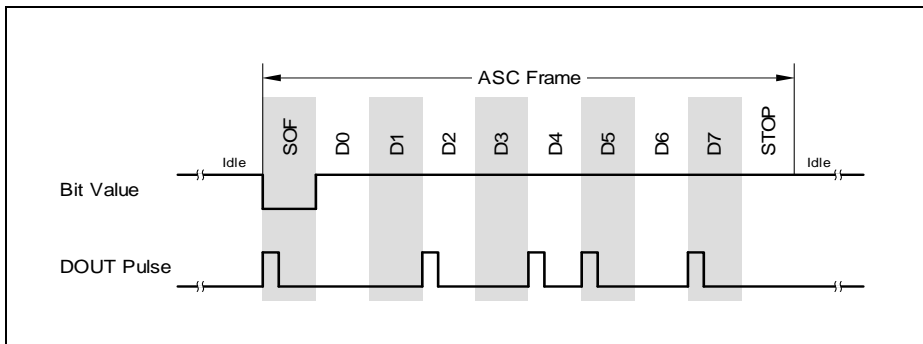 ASC Frame
SOF D0 D1 D2 D3 D4 D5 D6 D7 STOP
Idle Idle
Bit Value
DOUT Pulse